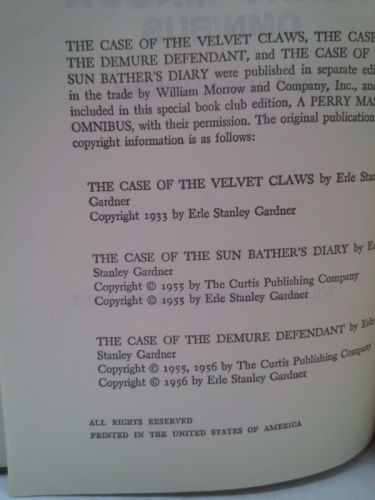 THE CASE OF THE VELVET CLAWS, THE CASE
THE DEMURE DEFENDANT, and THE CASE OF
SUN BATHER'S DIARY were published in separate edi
in the trade by William Morrow and Company, Inc., and
included in this special book club edition, A PERRY MAS
OMNIBUS, with their permission. The original publication
copyright information is as follows:
THE CASE OF THE VELVET CLAWS by Erle Stan
Gardner
Copyright 1933 by Erle Stanley Gardner
THE CASE OF THE SUN BATHER'S DIARY by E
Stanley Gardner
Copyright © 1955 by The Curtis Publishing Company
Copyright © 1955 by Erle Stanley Gardner
THE CASE OF THE DEMURE DEFENDANT by Erle
Stanley Gardner
Copyright © 1955, 1956 by The Curtis Publishing Company
Copyright © 1956 by Erle Stanley Gardner
ALL RIGHTS RESERVED
PRINTED IN THE UNITED STATES OF AMERICA